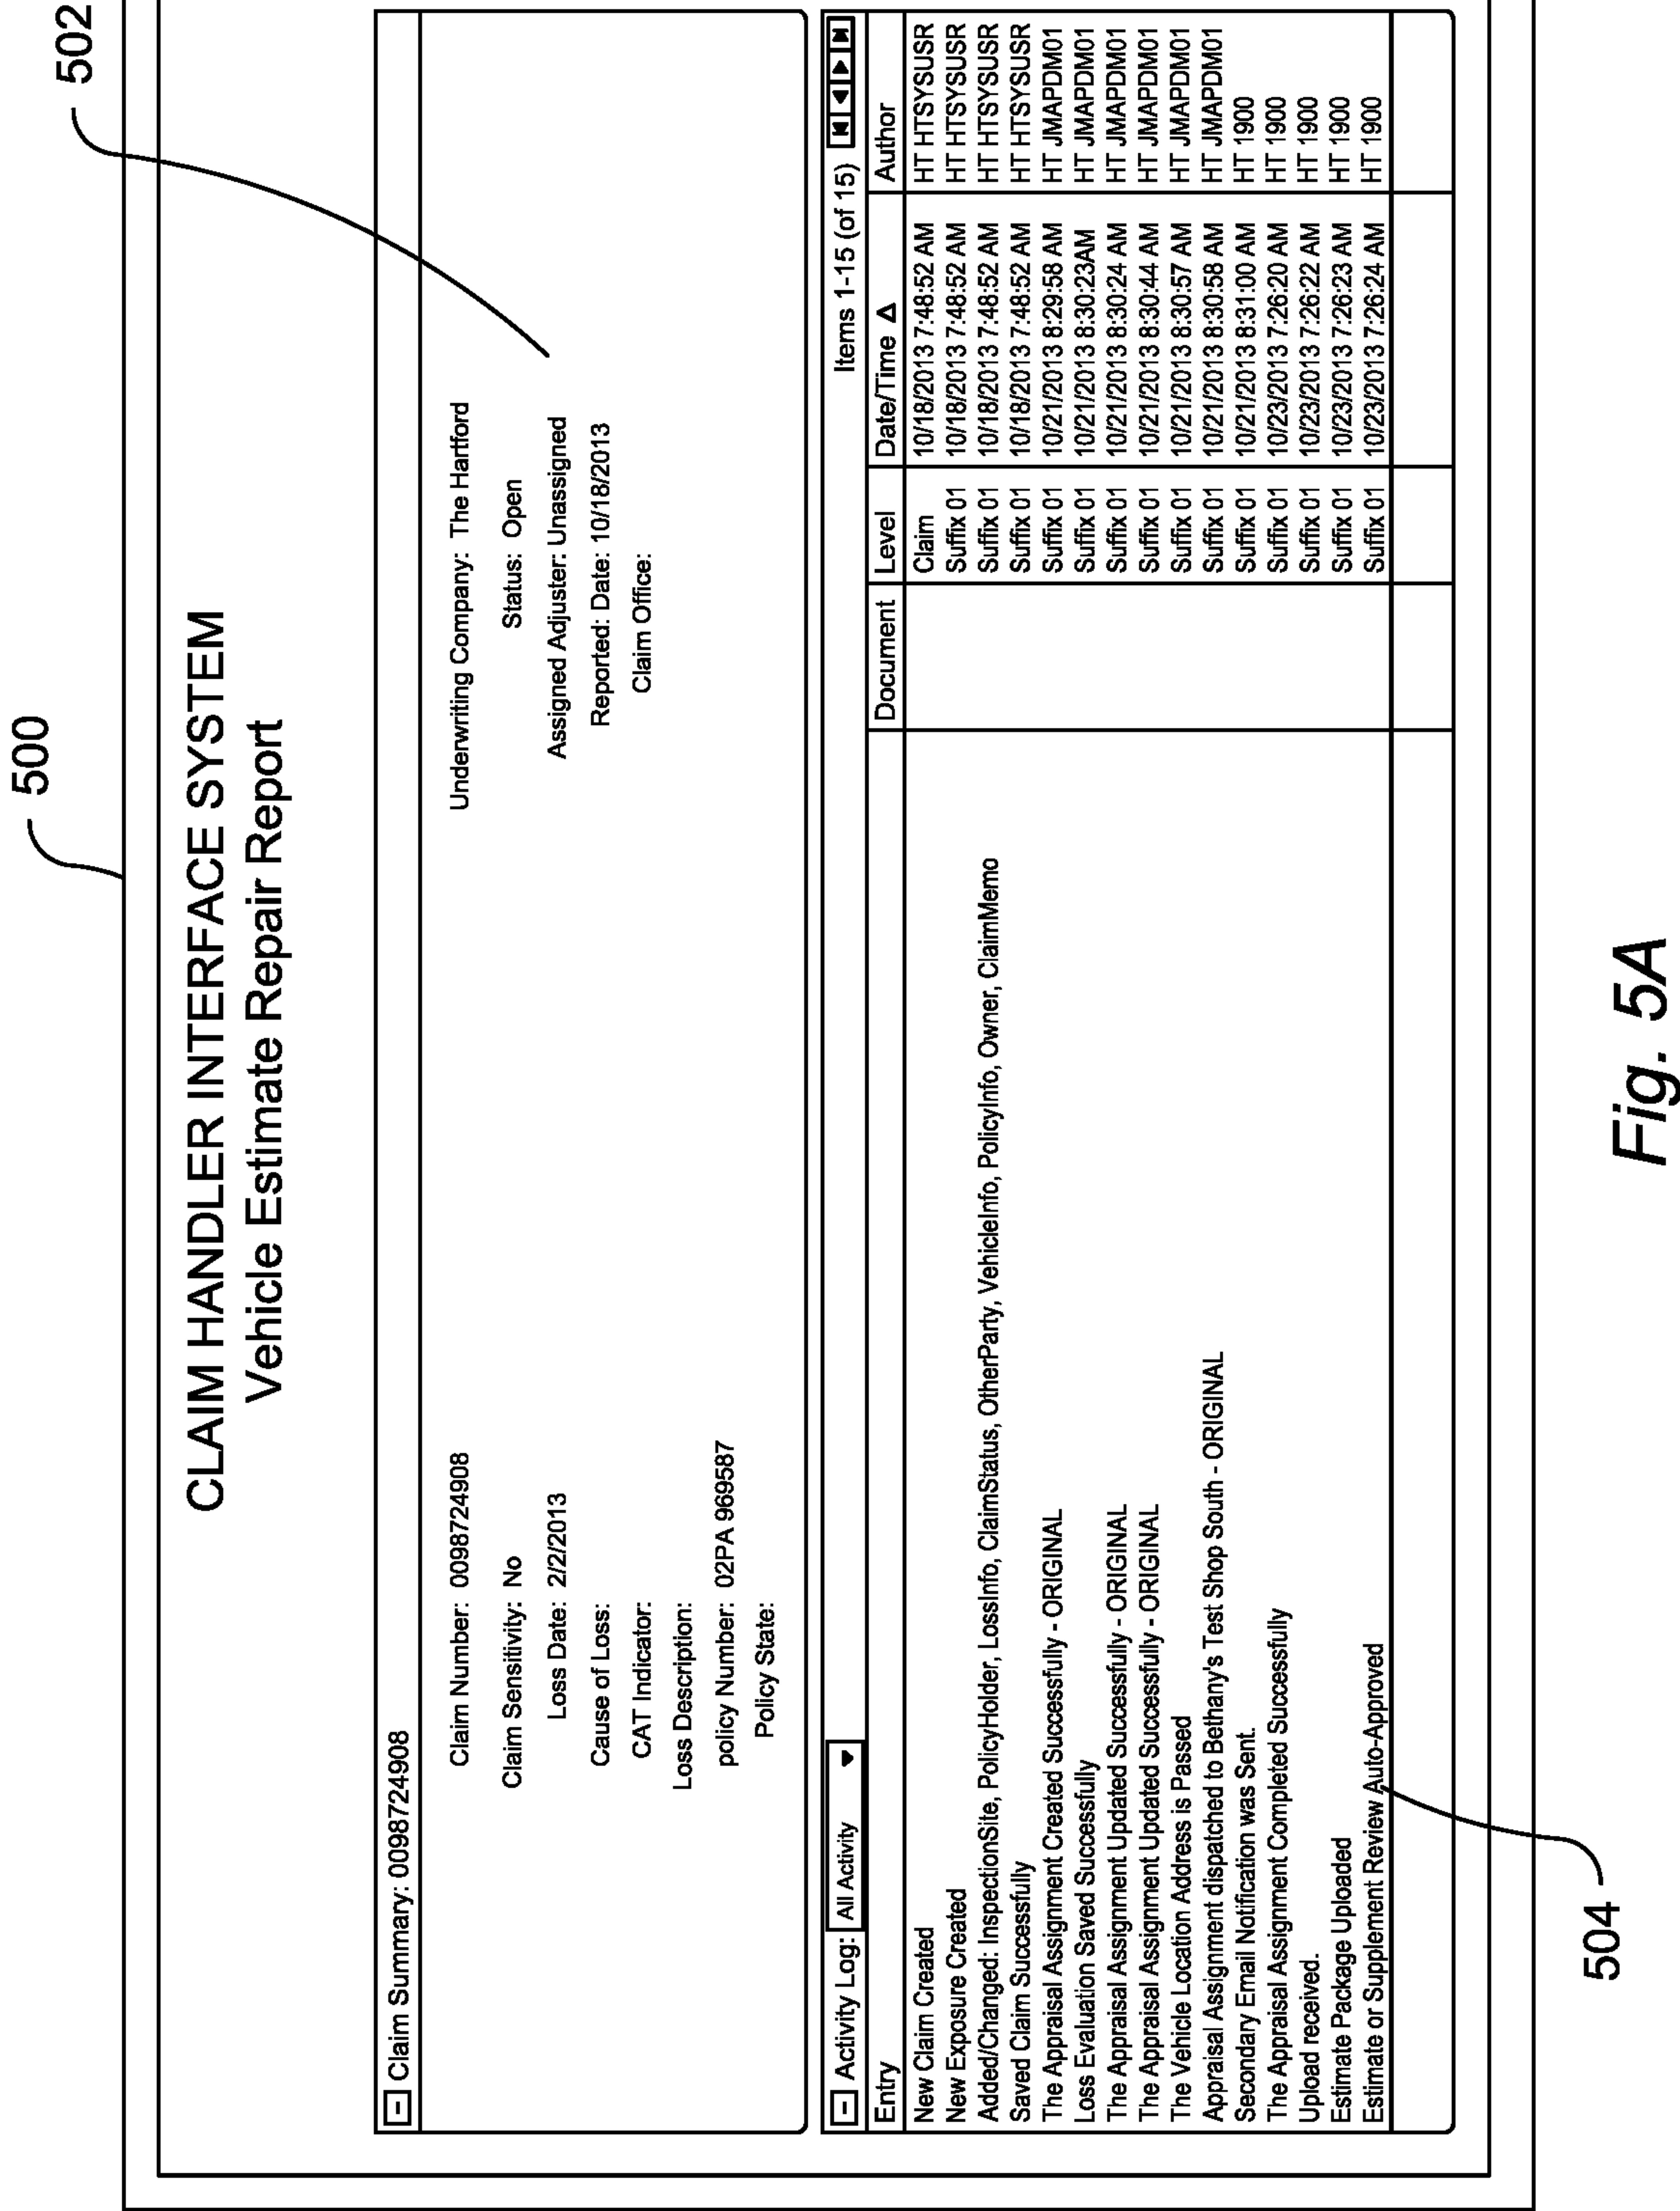 500
502
CLAIM HANDLER INTERFACE SYSTEM
Vehicle Estimate Repair Report
- Claim Summary: 0098724908
Claim Number: 0098724908 Underwriting Company: The Hartford
Claim Sensitivity: No Status: Open
Loss Date: 2/2/2013 Assigned Adjuster: Unassigned
Cause of Loss: Reported: Date: 10/18/2013
CAT Indicator: Claim Office:
Loss Description:
policy Number: 02PA 969587
Policy State:
- Activity Log: All Activity Items 1-15 (of 15)
Entry Document Level Date/Time Δ Author
New Claim Created Claim 10/18/2013 7:48:52 AM HT HTSYSUSR
New Exposure Created Suffix 01 10/18/2013 7:48:52 AM HT HTSYSUSR
Added/Changed: InspectionSite, PolicyHolder, LossInfo, ClaimStatus, OtherParty, VehicleInfo, PolicyInfo, Owner, ClaimMemo Suffix 01 10/18/2013 7:48:52 AM HT HTSYSUSR
Saved Claim Successfully Suffix 01 10/18/2013 7:48:52 AM HT HTSYSUSR
The Appraisal Assignment Created Successfully - ORIGINAL Suffix 01 10/21/2013 8:29:58 AM HT JMAPDM01
Loss Evaluation Saved Successfully Suffix 01 10/21/2013 8:30:23AM HT JMAPDM01
The Appraisal Assignment Updated Successfully - ORIGINAL Suffix 01 10/21/2013 8:30:24 AM HT JMAPDM01
The Appraisal Assignment Updated Successfully - ORIGINAL Suffix 01 10/21/2013 8:30:44 AM HT JMAPDM01
The Vehicle Location Address is Passed Suffix 01 10/21/2013 8:30:57 AM HT JMAPDM01
Appraisal Assignment dispatched to Bethany's Test Shop South - ORIGINAL Suffix 01 10/21/2013 8:30:58 AM HT JMAPDM01
Secondary Email Notification was Sent. Suffix 01 10/21/2013 8:31:00 AM HT 1900
The Appraisal Assignment Completed Successfully Suffix 01 10/23/2013 7:26:20 AM HT 1900
Upload received. Suffix 01 10/23/2013 7:26:22 AM HT 1900
Estimate Package Uploaded Suffix 01 10/23/2013 7:26:23 AM HT 1900
Estimate or Supplement Review Auto-Approved Suffix 01 10/23/2013 7:26:24 AM HT 1900
504
Fig. 5A